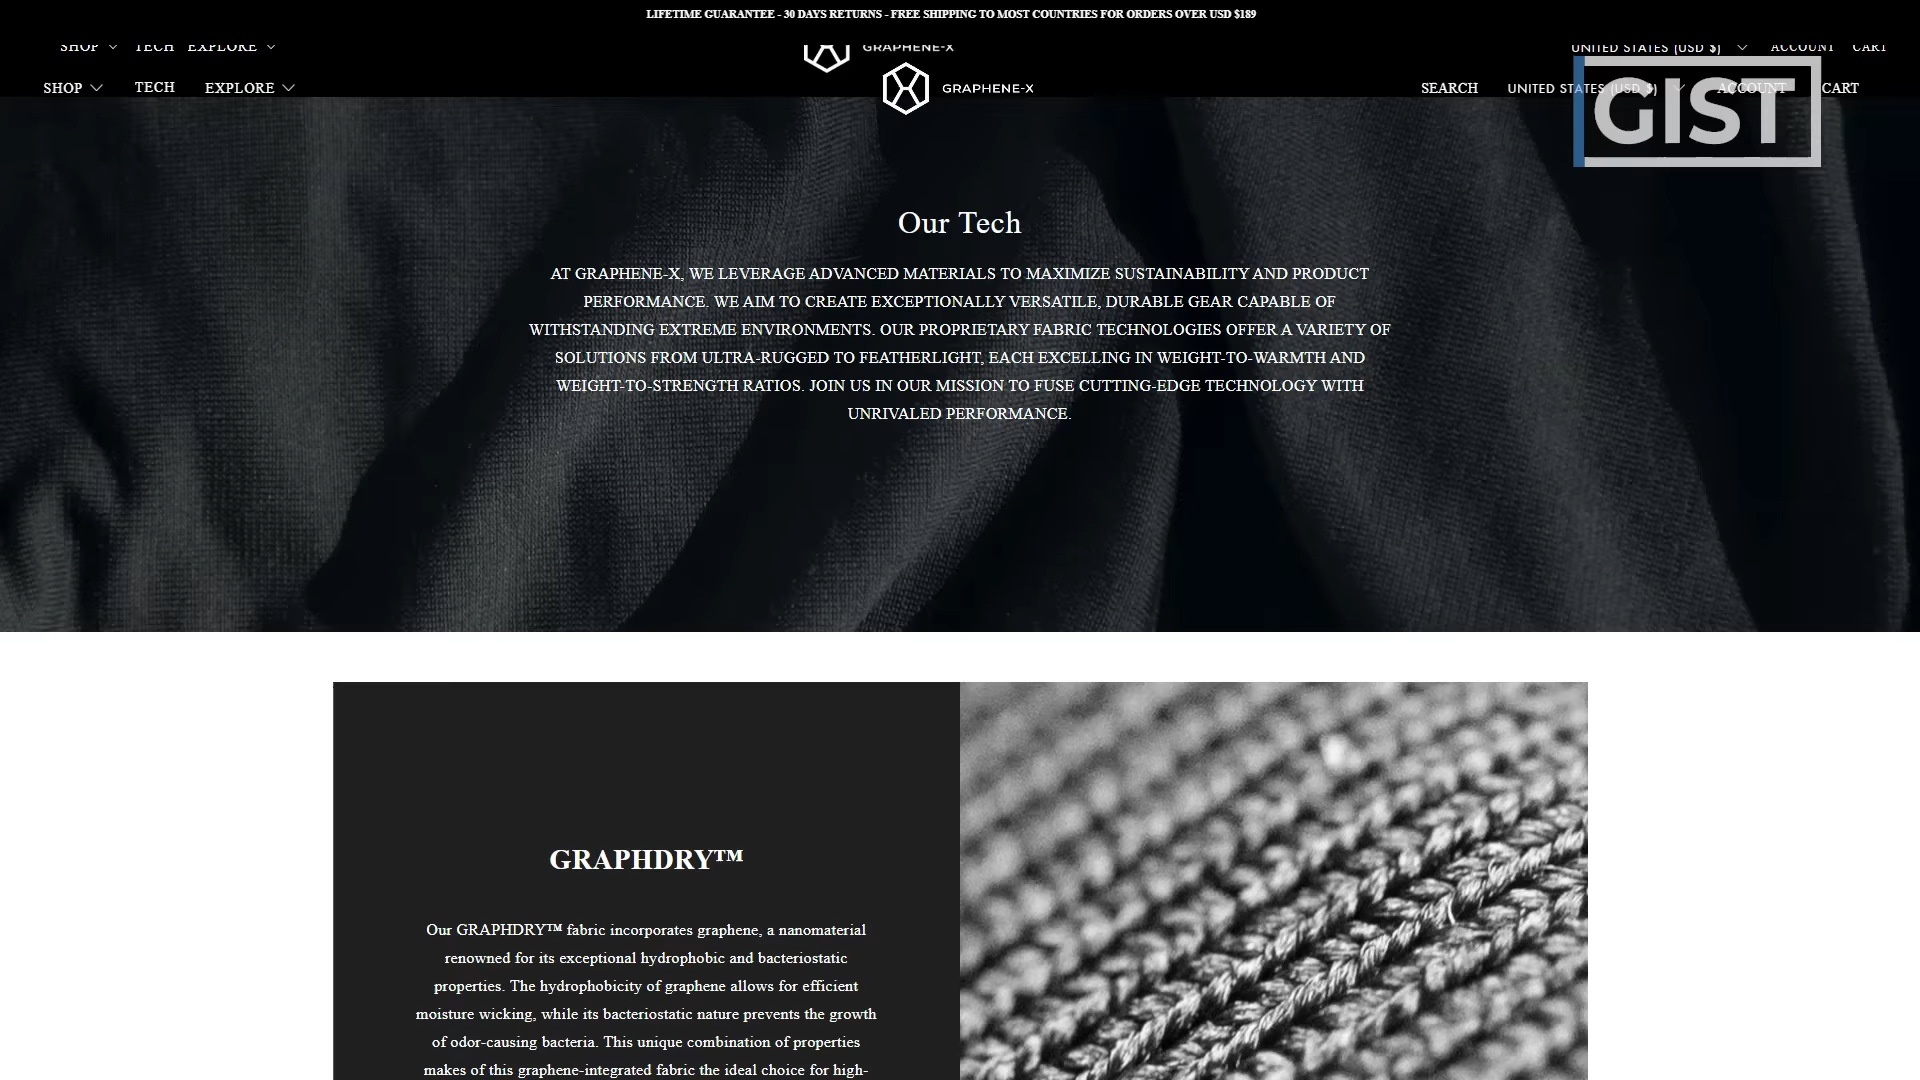 LIFETIME GUARANTEE - 30 DAYS RETURNS - FREE SHIPPING TO MOST COUNTRIES FOR ORDERS OVER USD $189
SHOP TECH EXPLORE GRAPHENE-X UNITED STATES (USD $) ACCOUNT CART
SHOP TECH EXPLORE GRAPHENE-X SEARCH UNITED STATES (USD $) ACCOUNT CART
GIST
Our Tech
AT GRAPHENE-X, WE LEVERAGE ADVANCED MATERIALS TO MAXIMIZE SUSTAINABILITY AND PRODUCT
PERFORMANCE. WE AIM TO CREATE EXCEPTIONALLY VERSATILE, DURABLE GEAR CAPABLE OF
WITHSTANDING EXTREME ENVIRONMENTS. OUR PROPRIETARY FABRIC TECHNOLOGIES OFFER A VARIETY OF
SOLUTIONS FROM ULTRA-RUGGED TO FEATHERLIGHT, EACH EXCELLING IN WEIGHT-TO-WARMTH AND
WEIGHT-TO-STRENGTH RATIOS. JOIN US IN OUR MISSION TO FUSE CUTTING-EDGE TECHNOLOGY WITH
UNRIVALED PERFORMANCE.
GRAPHDRY™
Our GRAPHDRY™ fabric incorporates graphene, a nanomaterial
renowned for its exceptional hydrophobic and bacteriostatic
properties. The hydrophobicity of graphene allows for efficient
moisture wicking, while its bacteriostatic nature prevents the growth
of odor-causing bacteria. This unique combination of properties
makes of this graphene-integrated fabric the ideal choice for high-